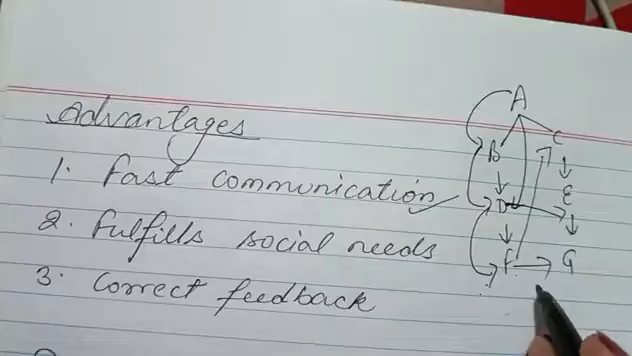 Advantages
1. Fast communication
2. Fulfills social needs
3. Correct feedback
A
B C
D E
F G